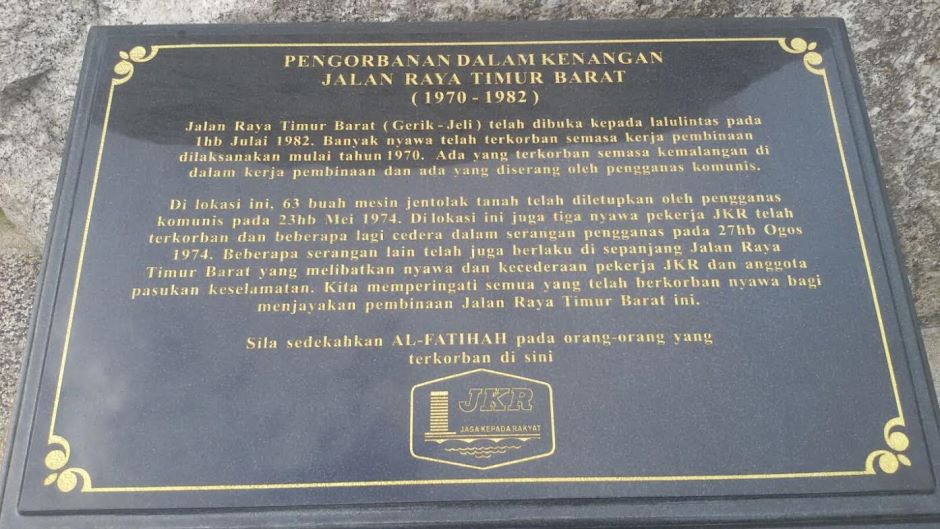 PENGORBANAN DALAM KENANGAN
JALAN RAYA TIMUR BARAT
( 1970 - 1982 )
Jalan Raya Timur Barat ( Gerik - Jeli ) telah dibuka kepada lalulintas pada
1hb Julai 1982. Banyak nyawa telah terkorban semasa kerja pembinaan
dilaksanakan mulai tahun 1970. Ada yang terkorban semasa kemalangan di
dalam kerja pembinaan dan ada yang diserang oleh pengganas komunis.
Di lokasi ini, 63 buah mesin jentolak tanah telah diletupkan oleh pengganas
komunis pada 23hb Mei 1974. Di lokasi ini juga tiga nyawa pekerja JKR telah
terkorban dan beberapa lagi cedera dalam serangan pengganas pada 27hb Ogos
1974. Beberapa serangan lain telah juga berlaku di sepanjang Jalan Raya
Timur Barat yang melibatkan nyawa dan kecederaan pekerja JKR dan anggota
pasukan keselamatan. Kita memperingati semua yang telah berkorban nyawa bagi
menjayakan pembinaan Jalan Raya Timur Barat ini.
Sila sedekahkan AL-FATIHAH pada orang-orang yang
terkorban di sini
JKR
JASA KEPADA RAKYAT